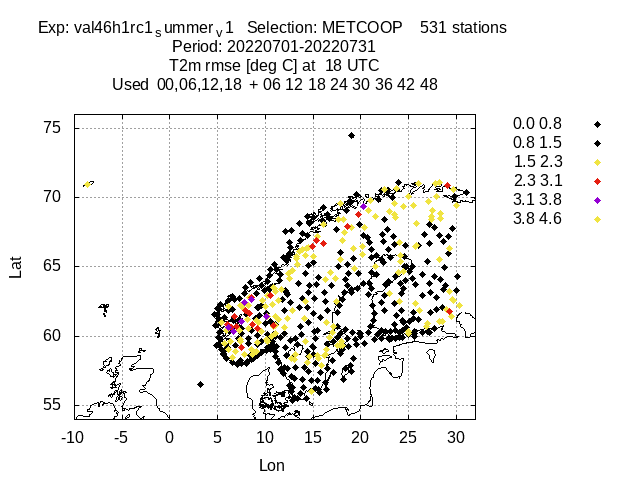 Exp: val46h1rc1summerv1 Selection: METCOOP 531 stations
Period: 20220701-20220731
T2m rmse [deg C] at 18 UTC
Used 00,06,12,18 + 06 12 18 24 30 36 42 48
75
70
65
60
55
Lat
-10 -5 0 5 10 15 20 25 30
Lon
0.0 0.8
0.8 1.5
1.5 2.3
2.3 3.1
3.1 3.8
3.8 4.6